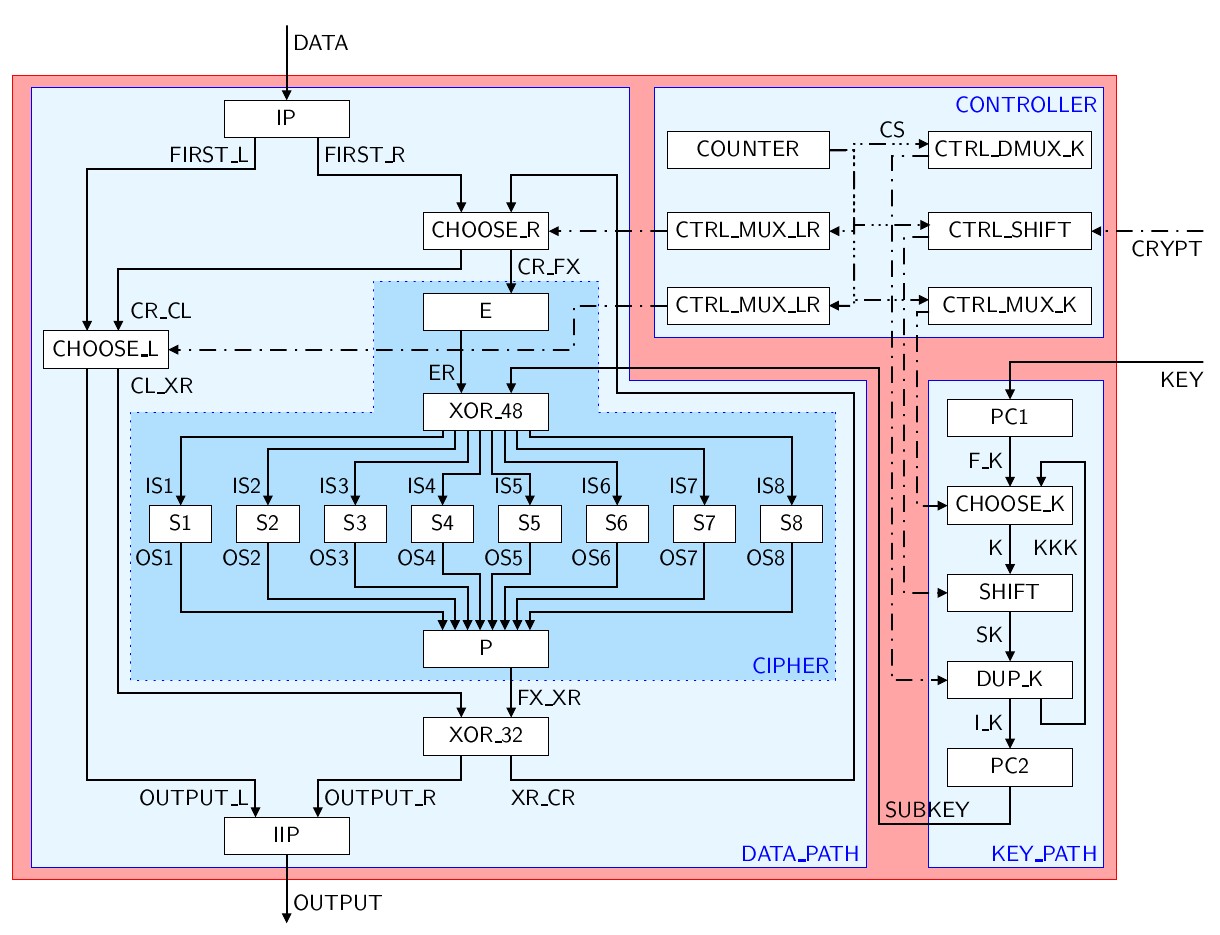 DATA
IP
CONTROLLER
FIRST_L
FIRST_R
COUNTER
CS
CTRL_DMUX_K
CHOOSE_R
CTRL_MUX_LR
CTRL_SHIFT
CRYPT
CR_FX
CR_CL
E
CTRL_MUX_LR
CTRL_MUX_K
CHOOSE_L
CL_XR
ER
KEY
XOR_48
PC1
F_K
IS1
IS2
IS3
IS4
IS5
IS6
IS7
IS8
CHOOSE_K
S1
S2
S3
S4
S5
S6
S7
S8
OS1
OS2
OS3
OS4
OS5
OS6
OS7
OS8
K
KKK
SHIFT
SK
P
CIPHER
DUP_K
FX_XR
I_K
XOR_32
PC2
OUTPUT_L
OUTPUT_R
XR_CR
SUBKEY
IIP
DATA_PATH
KEY_PATH
OUTPUT